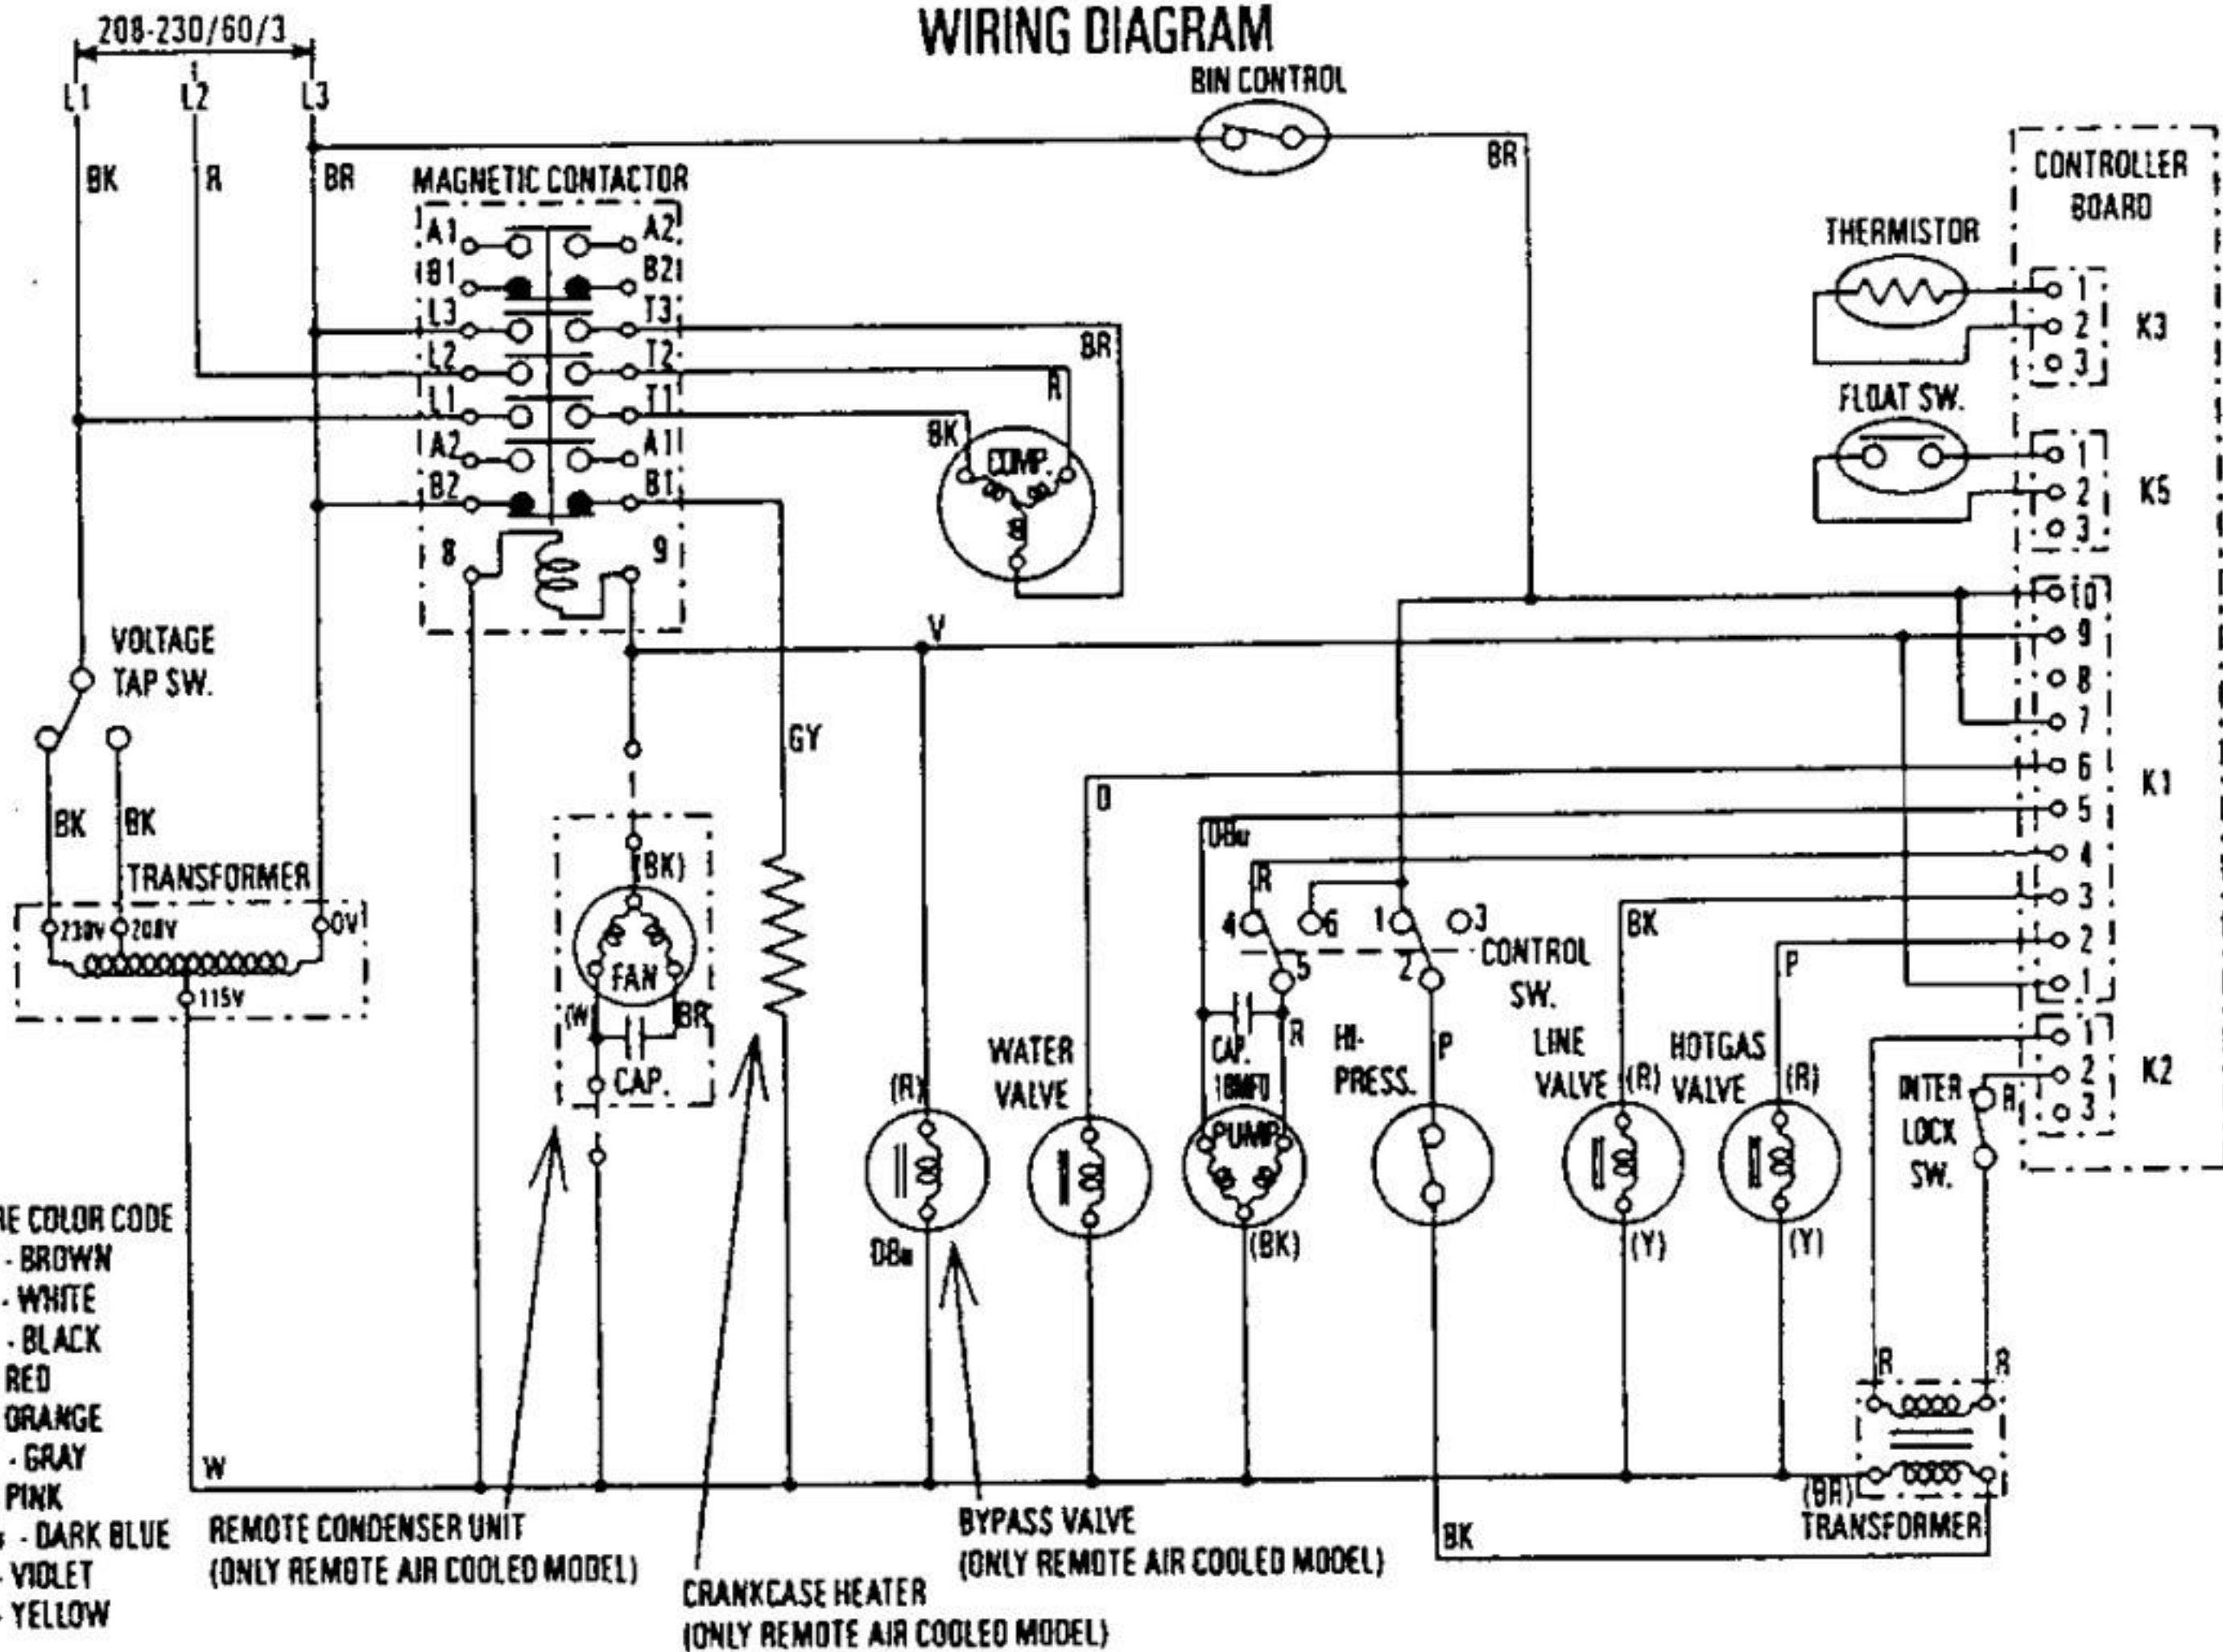 WIRING DIAGRAM
208-230/60/3
L1 L2 L3
BIN CONTROL
BK R BR
BR
MAGNETIC CONTACTOR
A1 A2
B1 B2
L3 T3
L2 T2
L1 T1
A2 A1
B2 B1
8 9
BR
R
BK
COMP.
CONTROLLER
BOARD
THERMISTOR
1
2
3
K3
FLOAT SW.
1
2
3
K5
10
9
8
7
6
5
4
3
2
1
K1
1
2
3
K2
VOLTAGE
TAP SW.
BK BK
TRANSFORMER
230V 208V 0V
115V
V
GY
(BK)
FAN
(W) BR
CAP.
O
DBu
R
4 6 1 3
5 2
CONTROL
SW.
BK
P
(R)
DBu
WATER
VALVE
CAP.
18MFD
R
PUMP
(BK)
HI-
PRESS.
P
LINE
VALVE
(R)
(Y)
HOTGAS
VALVE
(R)
(Y)
INTER
LOCK
SW.
R
R R
(BR)
TRANSFORMER
BK
W
RE COLOR CODE
- BROWN
- WHITE
- BLACK
RED
ORANGE
- GRAY
PINK
- DARK BLUE
- VIOLET
- YELLOW
REMOTE CONDENSER UNIT
(ONLY REMOTE AIR COOLED MODEL)
CRANKCASE HEATER
(ONLY REMOTE AIR COOLED MODEL)
BYPASS VALVE
(ONLY REMOTE AIR COOLED MODEL)